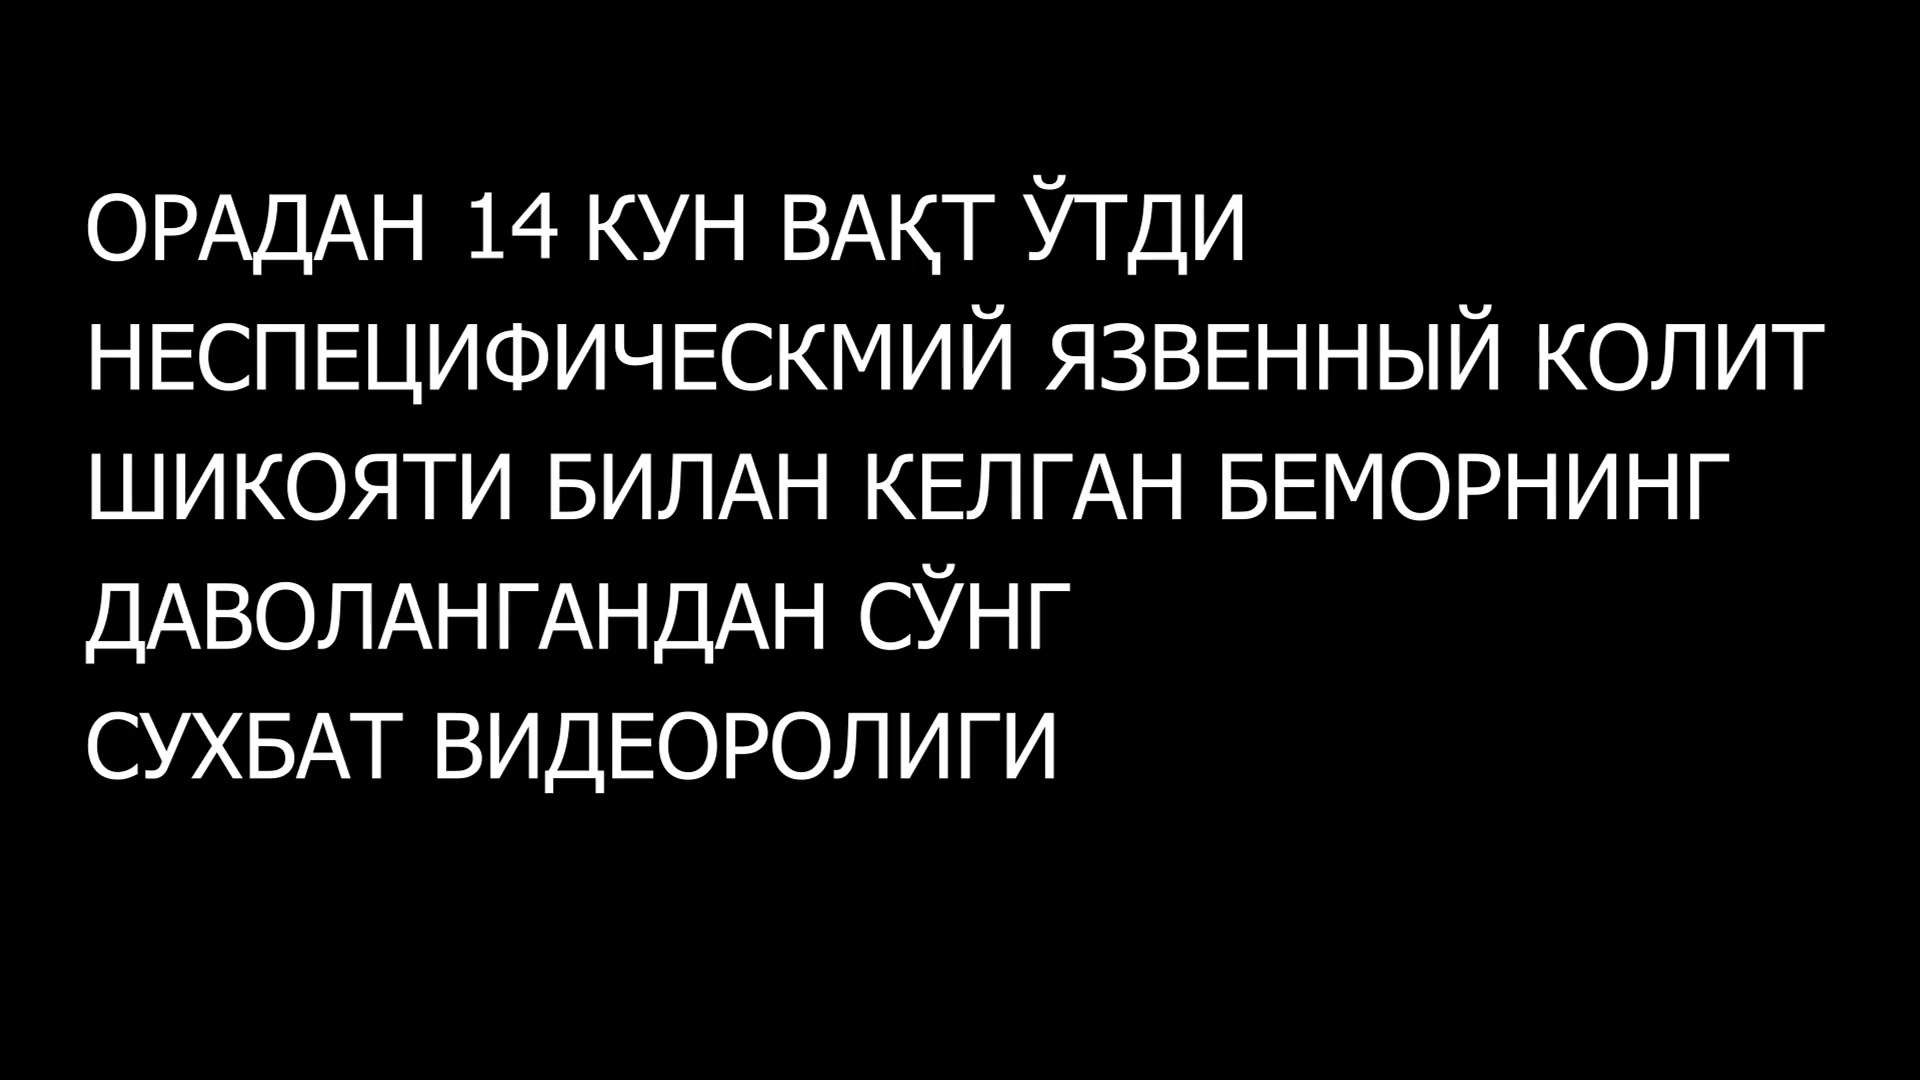 ОРАДАН 14 КУН ВАҚТ ЎТДИ
НЕСПЕЦИФИЧЕСКМИЙ ЯЗВЕННЫЙ КОЛИТ
ШИКОЯТИ БИЛАН КЕЛГАН БЕМОРНИНГ
ДАВОЛАНГАНДАН СЎНГ
СУХБАТ ВИДЕОРОЛИГИ